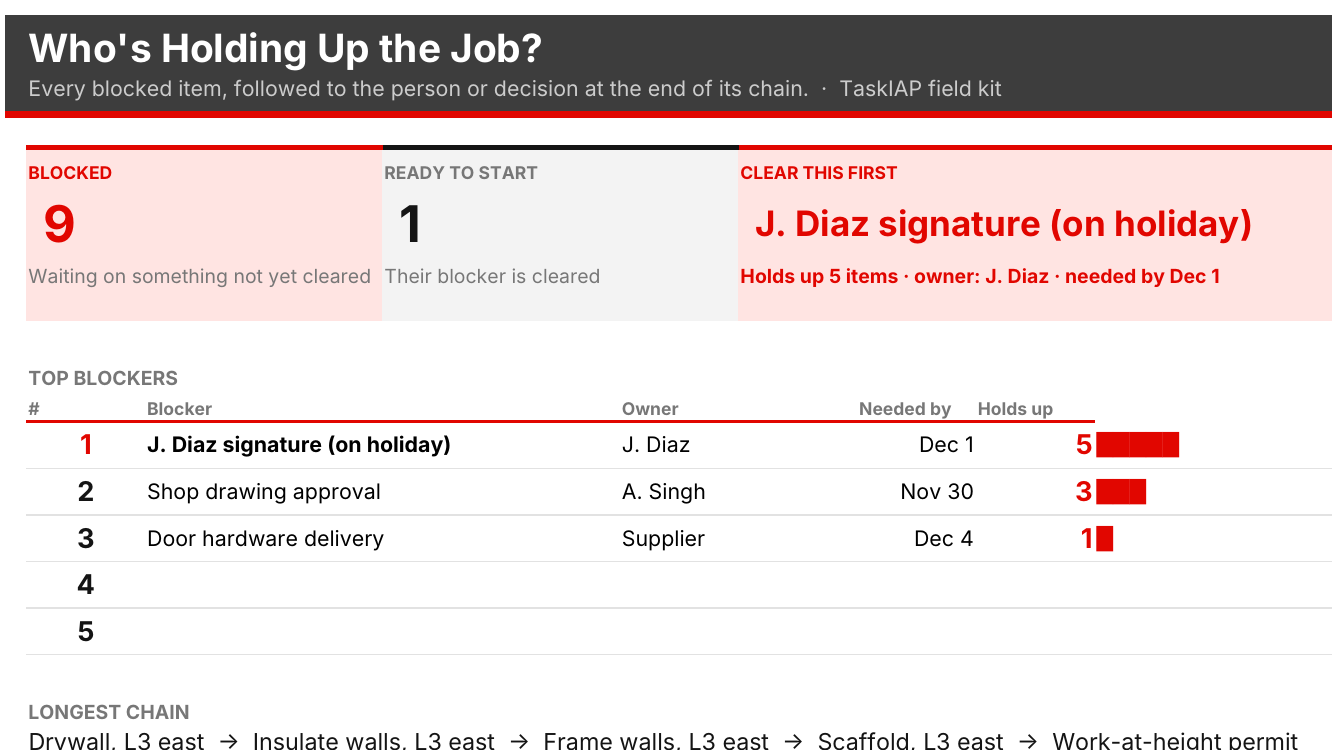 Who's Holding Up the Job?
Every blocked item, followed to the person or decision at the end of its chain. · TaskIAP field kit
BLOCKED
9
Waiting on something not yet cleared
READY TO START
1
Their blocker is cleared
CLEAR THIS FIRST
J. Diaz signature (on holiday)
Holds up 5 items · owner: J. Diaz · needed by Dec 1
TOP BLOCKERS
# Blocker Owner Needed by Holds up
1 J. Diaz signature (on holiday) J. Diaz Dec 1 5
2 Shop drawing approval A. Singh Nov 30 3
3 Door hardware delivery Supplier Dec 4 1
4
5
LONGEST CHAIN
Drywall, L3 east → Insulate walls, L3 east → Frame walls, L3 east → Scaffold, L3 east → Work-at-height permit